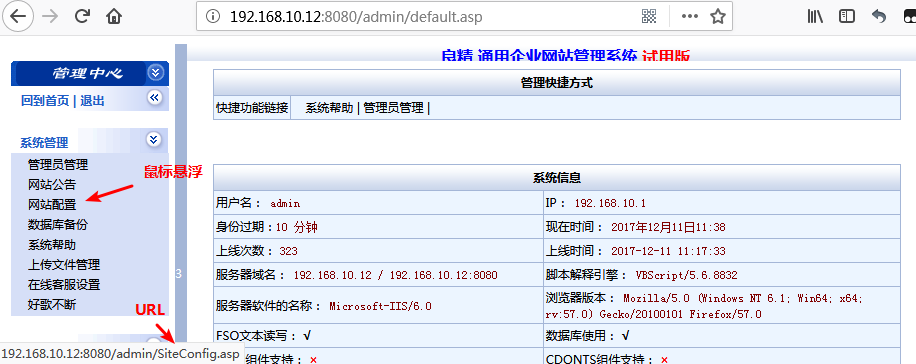 192.168.10.12:8080/admin/default.asp
良精 通用企业网站管理系统 试用版
管理中心
回到首页 | 退出
系统管理
管理员管理
网站公告
网站配置
数据库备份
系统帮助
上传文件管理
在线客服设置
好歌不断
鼠标悬浮
URL
192.168.10.12:8080/admin/SiteConfig.asp
3
管理快捷方式
快捷功能链接 系统帮助 | 管理员管理 |
系统信息
用户名： admin IP： 192.168.10.1
身份过期：10 分钟 现在时间： 2017年12月11日11:38
上线次数： 323 上线时间： 2017-12-11 11:17:33
服务器域名： 192.168.10.12 / 192.168.10.12:8080 脚本解释引擎： VBScript/5.6.8832
服务器软件的名称： Microsoft-IIS/6.0 浏览器版本： Mozilla/5.0 (Windows NT 6.1; Win64; x64;
rv:57.0) Gecko/20100101 Firefox/57.0
FSO文本读写：√ 数据库使用：√
组件支持：× CDONTS组件支持：×